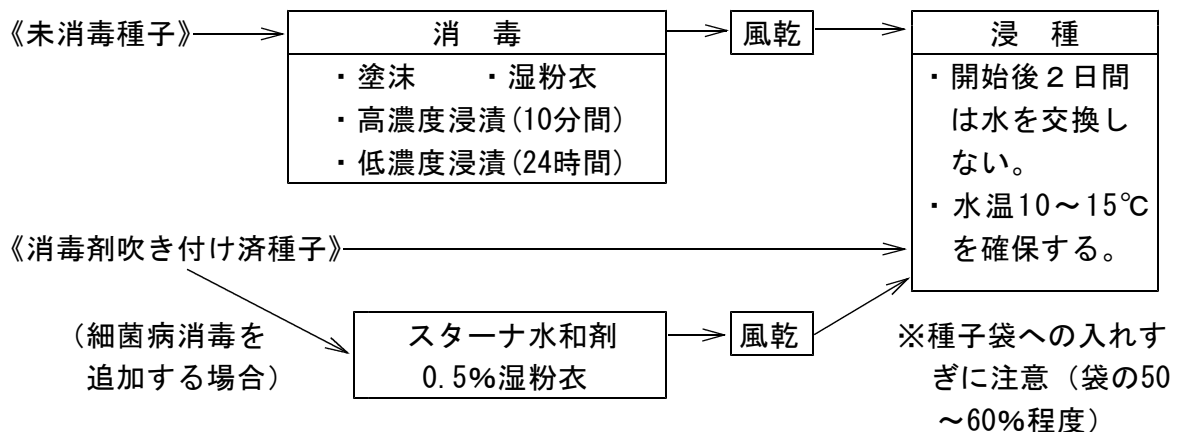 《未消毒種子》
消　毒
・塗沫　　・湿粉衣
・高濃度浸漬(10分間)
・低濃度浸漬(24時間)
風乾
浸　種
・開始後２日間
は水を交換し
ない。
・水温10～15℃
を確保する。
《消毒剤吹き付け済種子》
（細菌病消毒を
追加する場合）
スターナ水和剤
0.5%湿粉衣
風乾
※種子袋への入れす
ぎに注意（袋の50
～60%程度）